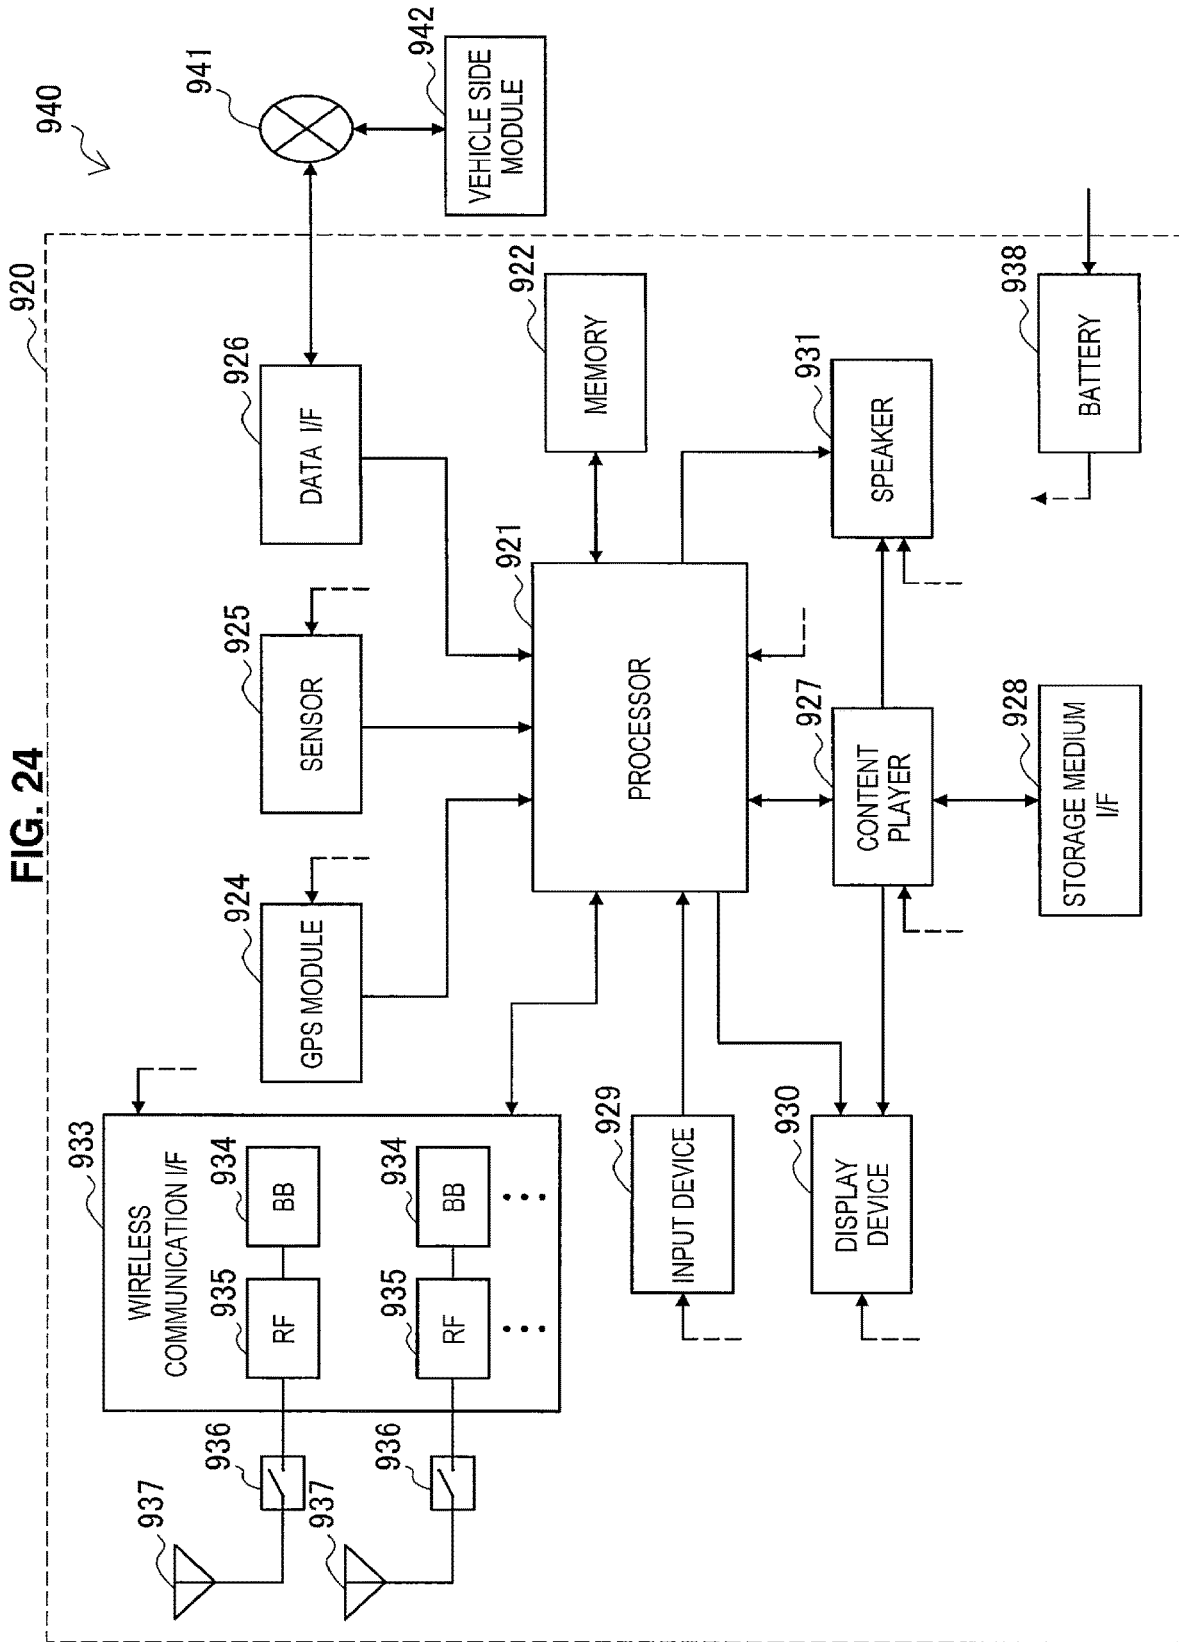 FIG. 24
920
940
933
WIRELESS
COMMUNICATION I/F
934
BB
935
RF
934
BB
935
RF
936
936
937
937
924
GPS MODULE
925
SENSOR
926
DATA I/F
941
942
VEHICLE SIDE
MODULE
921
PROCESSOR
922
MEMORY
929
INPUT DEVICE
930
DISPLAY
DEVICE
927
CONTENT
PLAYER
931
SPEAKER
928
STORAGE MEDIUM
I/F
938
BATTERY